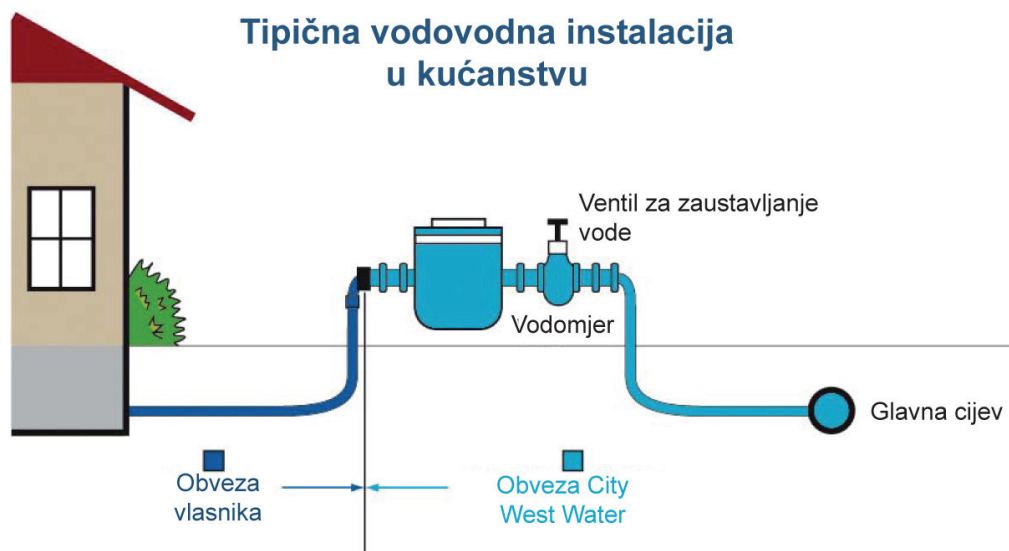 Tipična vodovodna instalacija
u kućanstvu
Ventil za zaustavljanje
vode
Vodomjer
Glavna cijev
Obveza
vlasnika
Obveza City
West Water